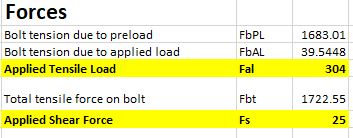 Forces
Bolt tension due to preload FbPL 1683.01
Bolt tension due to applied load FbAL 39.5448
Applied Tensile Load Fal 304
Total tensile force on bolt Fbt 1722.55
Applied Shear Force Fs 25